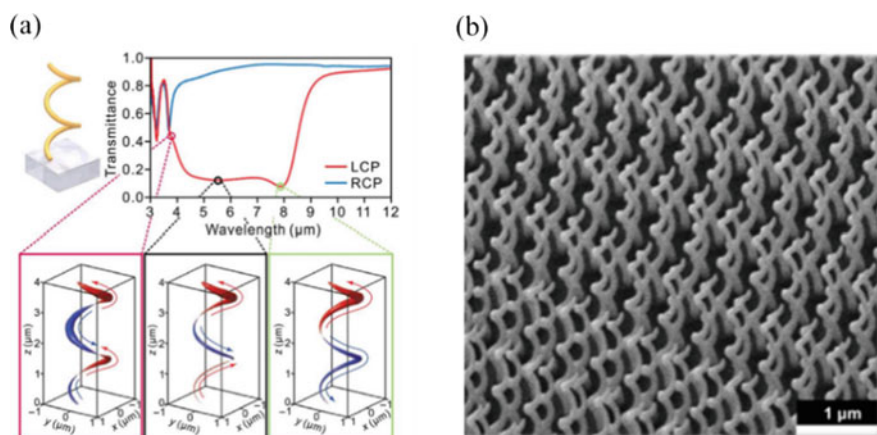 (a)
(b)
1.0
0.8
0.6
0.4
0.2
0.0
Transmittance
LCP
RCP
3 4 5 6 7 8 9 10 11 12
Wavelength (μm)
4
3
2
1
0
z (μm)
−1
0
1
y (μm)
1
0
−1
x (μm)
4
3
2
1
0
z (μm)
−1
0
1
y (μm)
1
0
−1
x (μm)
4
3
2
1
0
z (μm)
−1
0
1
y (μm)
1
0
−1
x (μm)
1 μm